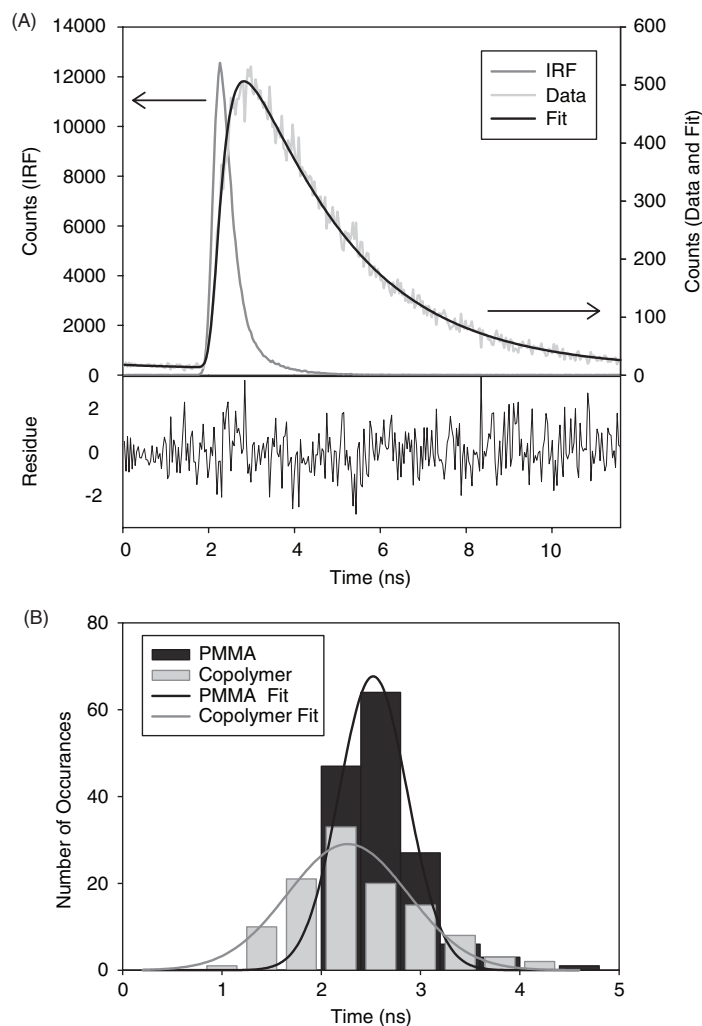 (A)
14000
12000
10000
8000
6000
4000
2000
0
Counts (IRF)
600
500
400
300
200
100
0
Counts (Data and Fit)
IRF
Data
Fit
2
0
-2
Residue
0 2 4 6 8 10
Time (ns)
(B)
80
60
40
20
0
Number of Occurances
PMMA
Copolymer
PMMA Fit
Copolymer Fit
0 1 2 3 4 5
Time (ns)